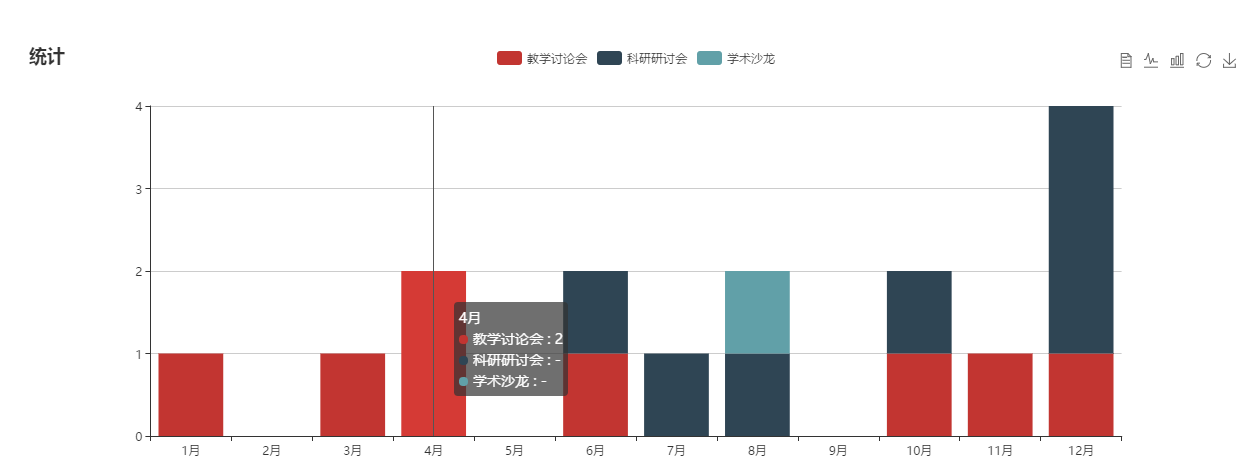 统计
教学讨论会 科研研讨会 学术沙龙
4
3
2
1
0
4月
教学讨论会 : 2
科研研讨会 : -
学术沙龙 : -
1月 2月 3月 4月 5月 6月 7月 8月 9月 10月 11月 12月